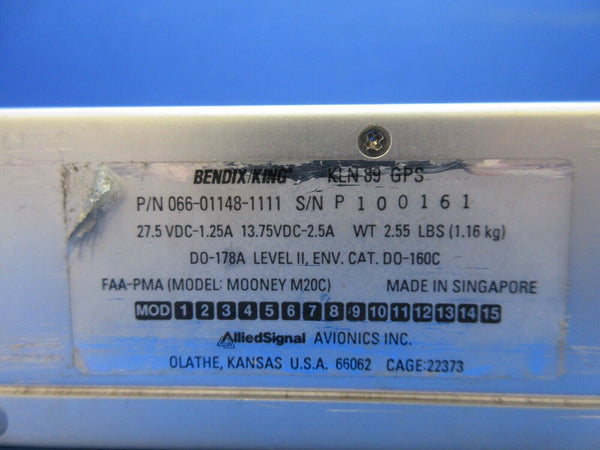 BENDIX/KING® KLN 89 GPS
P/N 066-01148-1111 S/N P100161
27.5 VDC-1.25A 13.75VDC-2.5A WT 2.55 LBS (1.16 kg)
DO-178A LEVEL II, ENV. CAT. DO-160C
FAA-PMA (MODEL: MOONEY M20C) MADE IN SINGAPORE
MOD 1 2 3 4 5 6 7 8 9 10 11 12 13 14 15
AlliedSignal AVIONICS INC.
OLATHE, KANSAS U.S.A. 66062 CAGE:22373